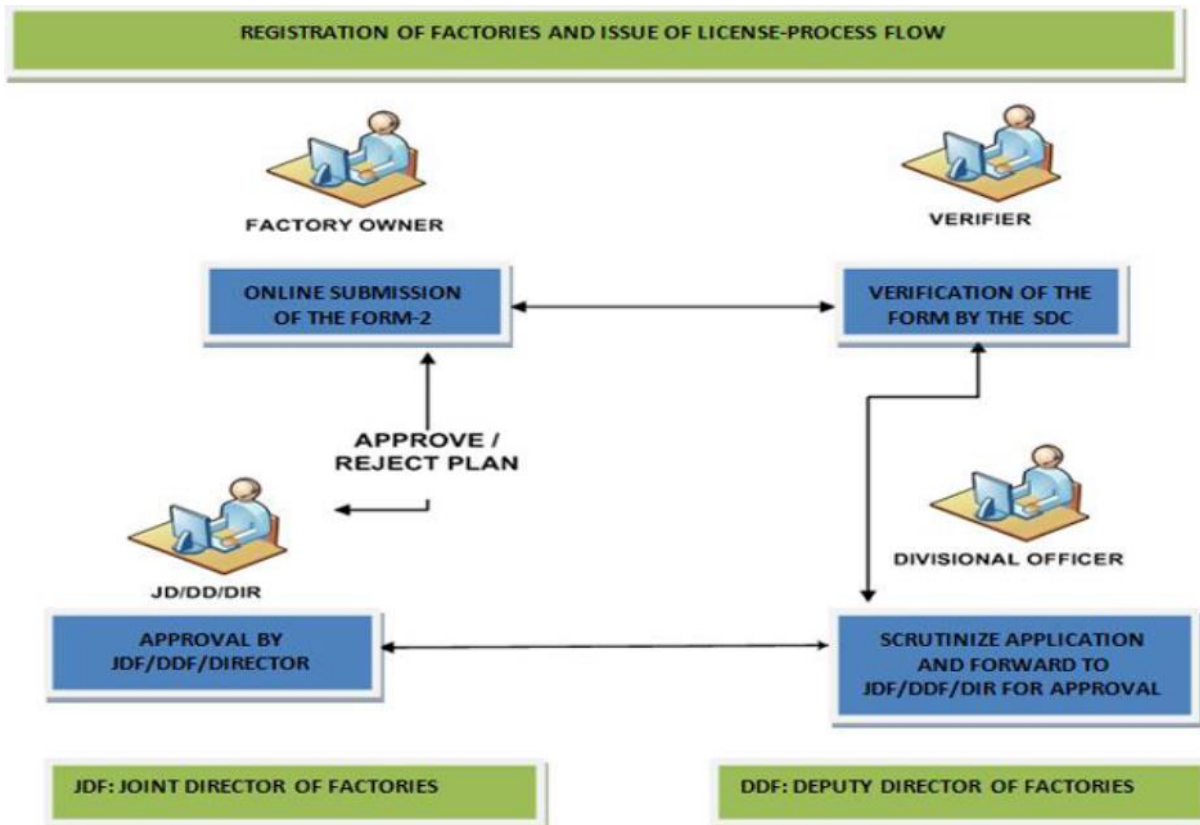 REGISTRATION OF FACTORIES AND ISSUE OF LICENSE-PROCESS FLOW
FACTORY OWNER
VERIFIER
ONLINE SUBMISSION
OF THE FORM-2
VERIFICATION OF THE
FORM BY THE SDC
APPROVE /
REJECT PLAN
JD/DD/DIR
DIVISIONAL OFFICER
APPROVAL BY
JDF/DDF/DIRECTOR
SCRUTINIZE APPLICATION
AND FORWARD TO
JDF/DDF/DIR FOR APPROVAL
JDF: JOINT DIRECTOR OF FACTORIES
DDF: DEPUTY DIRECTOR OF FACTORIES